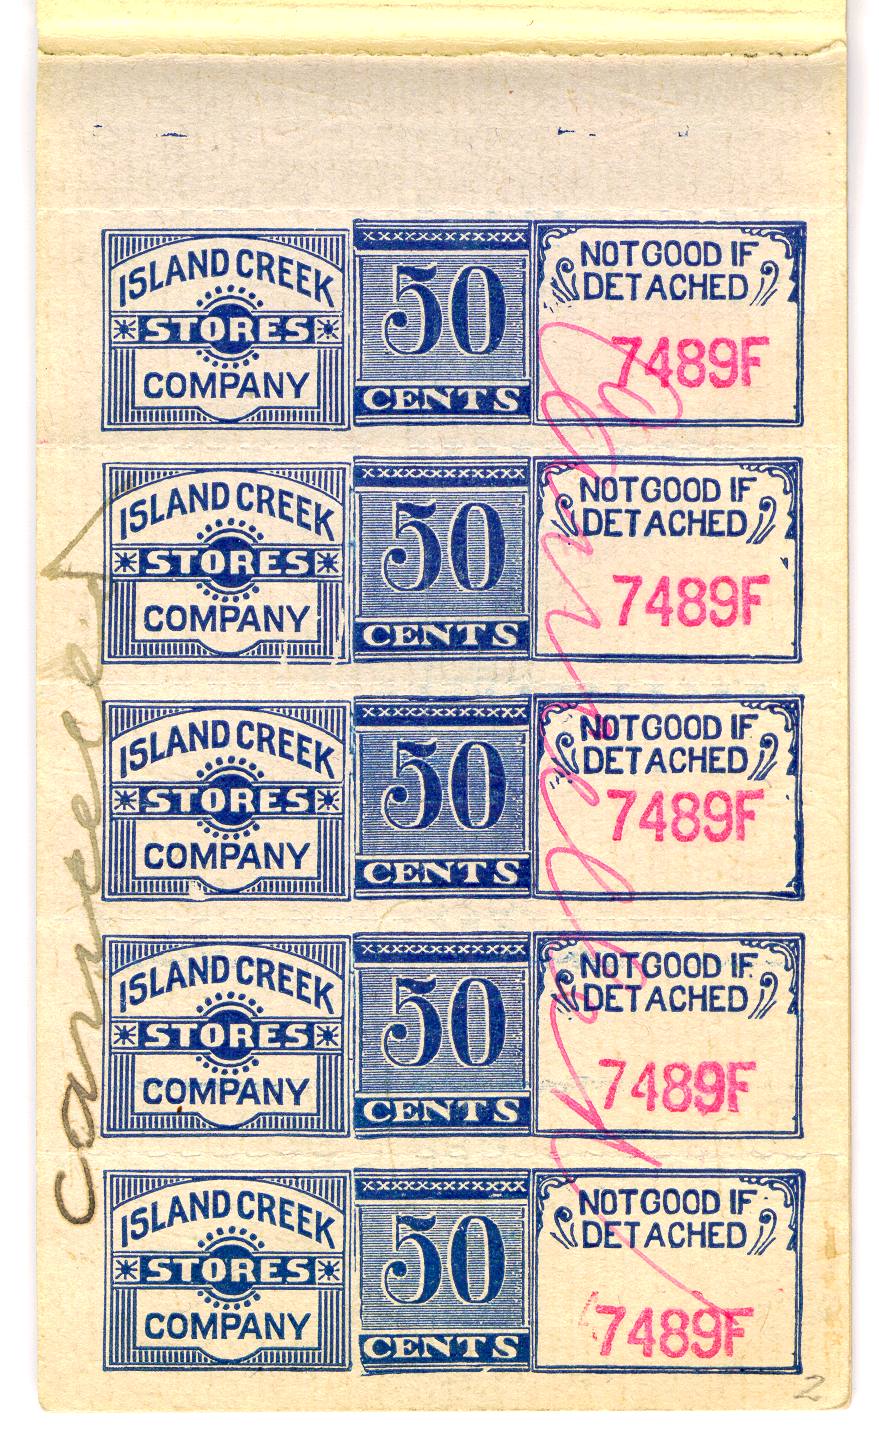 ISLAND CREEK
STORES
COMPANY
50
CENTS
NOT GOOD IF
DETACHED
7489F
ISLAND CREEK
STORES
COMPANY
50
CENTS
NOT GOOD IF
DETACHED
7489F
ISLAND CREEK
STORES
COMPANY
50
CENTS
NOT GOOD IF
DETACHED
7489F
ISLAND CREEK
STORES
COMPANY
50
CENTS
NOT GOOD IF
DETACHED
7489F
ISLAND CREEK
STORES
COMPANY
50
CENTS
NOT GOOD IF
DETACHED
7489F
2